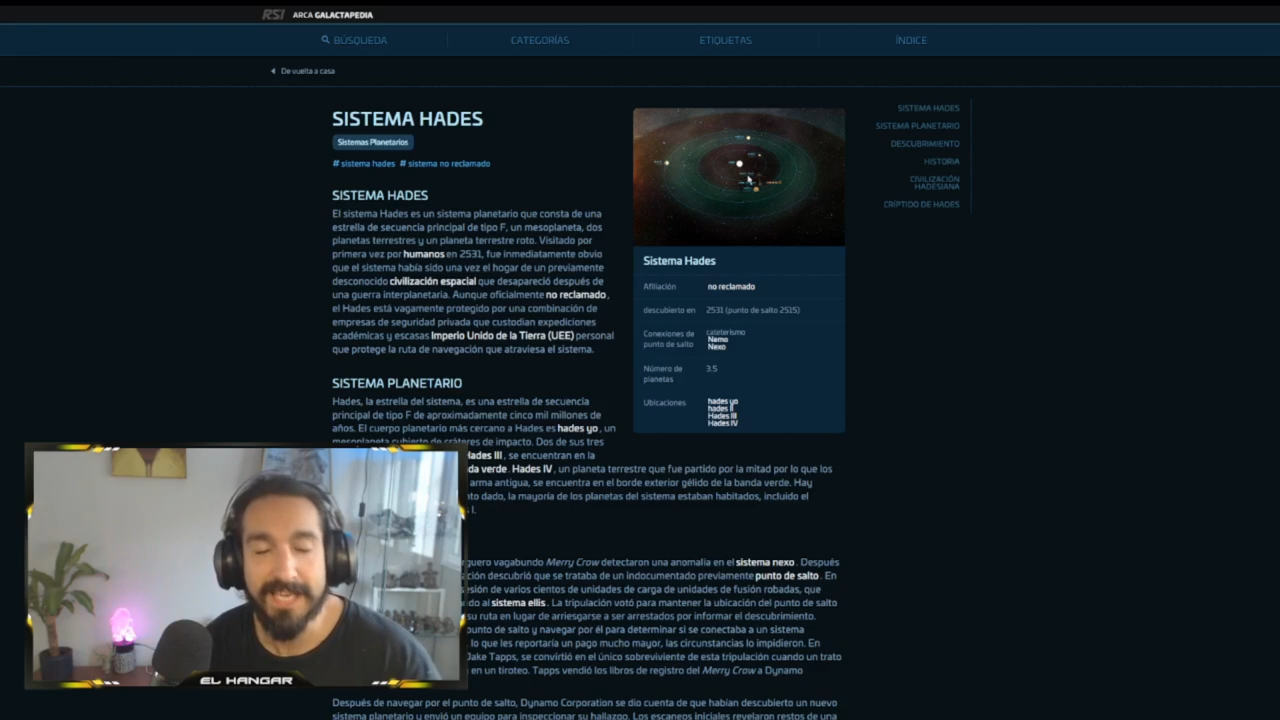 RSI ARCA GALACTAPEDIA
BÚSQUEDA
CATEGORÍAS
ETIQUETAS
ÍNDICE
De vuelta a casa
SISTEMA HADES
Sistemas Planetarios
# sistema hades # sistema no reclamado
SISTEMA HADES
El sistema Hades es un sistema planetario que consta de una
estrella de secuencia principal de tipo F, un mesoplaneta, dos
planetas terrestres y un planeta terrestre roto. Visitado por
primera vez por humanos en 2531, fue inmediatamente obvio
que el sistema había sido una vez el hogar de un previamente
desconocido civilización espacial que desapareció después de
una guerra interplanetaria. Aunque oficialmente no reclamado,
el Hades está vagamente protegido por una combinación de
empresas de seguridad privada que custodian expediciones
académicas y escasas Imperio Unido de la Tierra (UEE) personal
que protege la ruta de navegación que atraviesa el sistema.
SISTEMA PLANETARIO
Hades, la estrella del sistema, es una estrella de secuencia
principal de tipo F de aproximadamente cinco mil millones de
años. El cuerpo planetario más cercano a Hades es hades yo, un
mesoplaneta cubierto de cráteres de impacto. Dos de sus tres
Hades III, se encuentran en la
da verde. Hades IV, un planeta terrestre que fue partido por la mitad por lo que los
arma antigua, se encuentra en el borde exterior gélido de la banda verde. Hay
nto dado, la mayoría de los planetas del sistema estaban habitados, incluido el
s I.
guero vagabundo Merry Crow detectaron una anomalía en el sistema nexo. Después
ción descubrió que se trataba de un indocumentado previamente punto de salto. En
esión de varios cientos de unidades de carga de unidades de fusión robadas, que
do al sistema ellis. La tripulación votó para mantener la ubicación del punto de salto
su ruta en lugar de arriesgarse a ser arrestados por informar el descubrimiento.
punto de salto y navegar por él para determinar si se conectaba a un sistema
, lo que les reportaría un pago mucho mayor, las circunstancias lo impidieron. En
Jake Tapps, se convirtió en el único sobreviviente de esta tripulación cuando un trato
en un tiroteo. Tapps vendió los libros de registro del Merry Crow a Dynamo
Después de navegar por el punto de salto, Dynamo Corporation se dio cuenta de que habían descubierto un nuevo
sistema planetario y envió un equipo para inspeccionar su hallazgo. Los escaneos iniciales revelaron restos de una
Sistema Hades
Afiliación no reclamado
descubierto en 2531 (punto de salto 2515)
Conexiones de punto de salto
cateterismo
Nemo
Nexo
Número de planetas
3.5
Ubicaciones
hades yo
hades II
Hades III
Hades IV
SISTEMA HADES
SISTEMA PLANETARIO
DESCUBRIMIENTO
HISTORIA
CIVILIZACIÓN
HADESIANA
CRÍPTIDO DE HADES
EL HANGAR